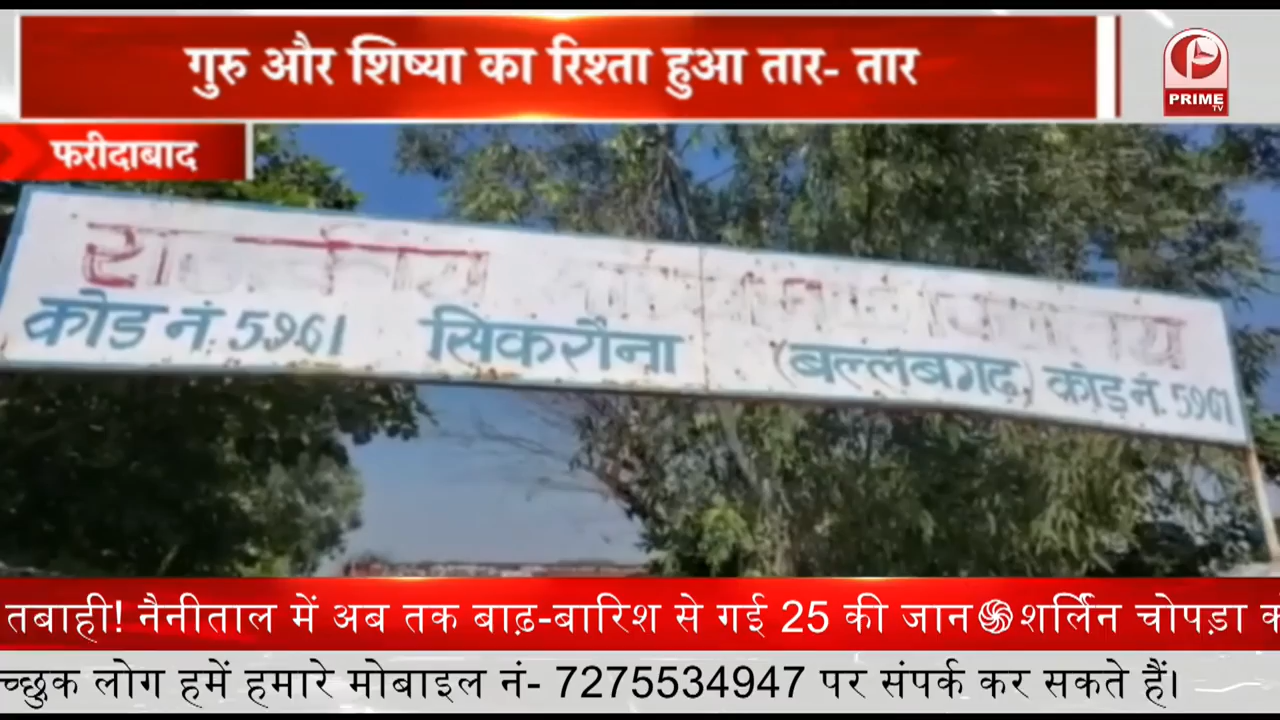 गुरु और शिष्या का रिश्ता हुआ तार- तार
PRIME
TV
फरीदाबाद
राजकीय
कोड नं. 5961 सिकरौना (बल्लबगढ़) कोड नं. 5961
तबाही! नैनीताल में अब तक बाढ़-बारिश से गई 25 की जान֍शर्लिन चोपड़ा
च्छुक लोग हमें हमारे मोबाइल नं- 7275534947 पर संपर्क कर सकते हैं।